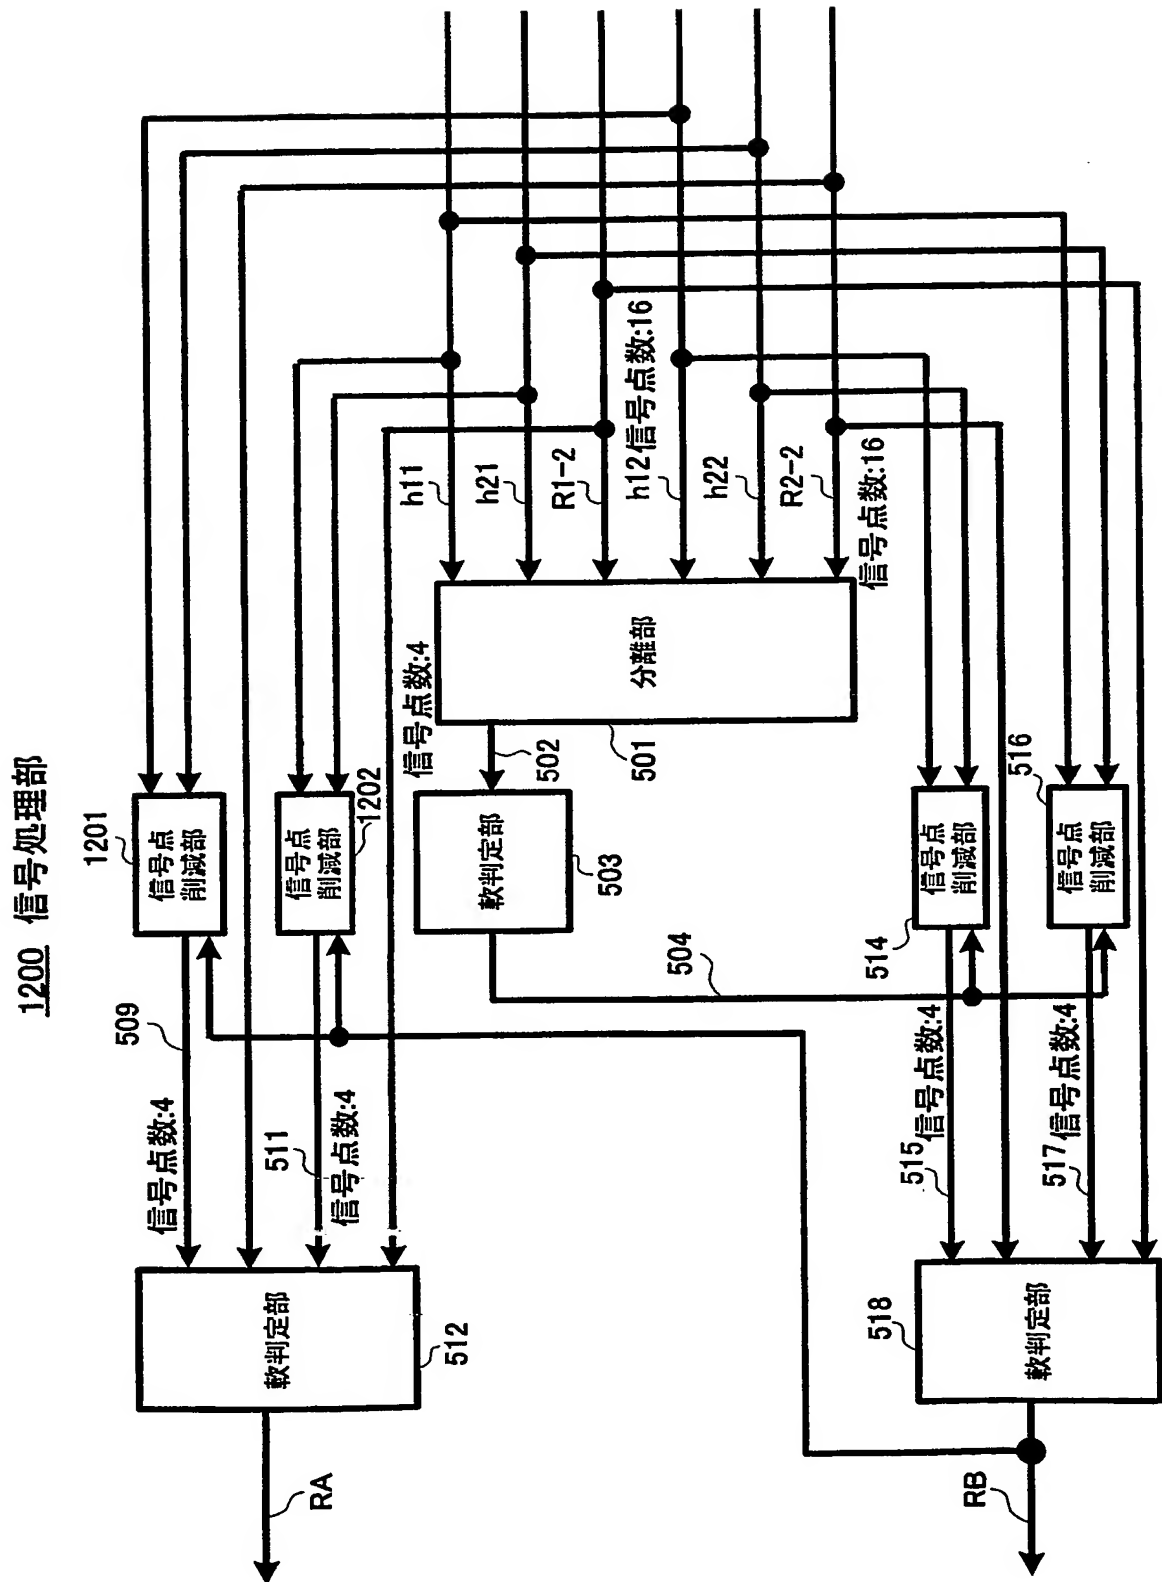 1200 信号処理部
1201
信号点
削減部
509
信号点数:4
1202
信号点
削減部
511
信号点数:4
軟判定部
512
RA
信号点数:4
h11
h21
R1-2
h12
信号点数:16
h22
R2-2
信号点数:16
分離部
501
502
軟判定部
503
504
信号点
削減部
514
515
信号点数:4
516
信号点
削減部
517
信号点数:4
軟判定部
518
RB